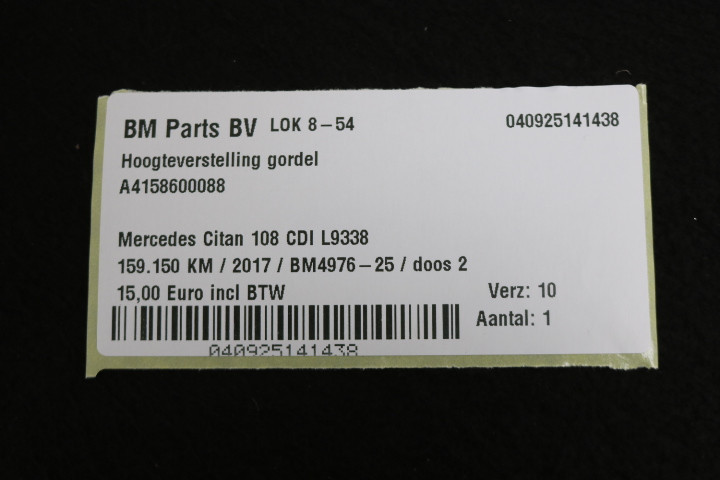 BM Parts BV LOK 8-54 040925141438
Hoogteverstelling gordel
A4158600088
Mercedes Citan 108 CDI L9338
159.150 KM / 2017 / BM4976-25 / doos 2
15,00 Euro incl BTW Verz: 10
Aantal: 1
040925141438